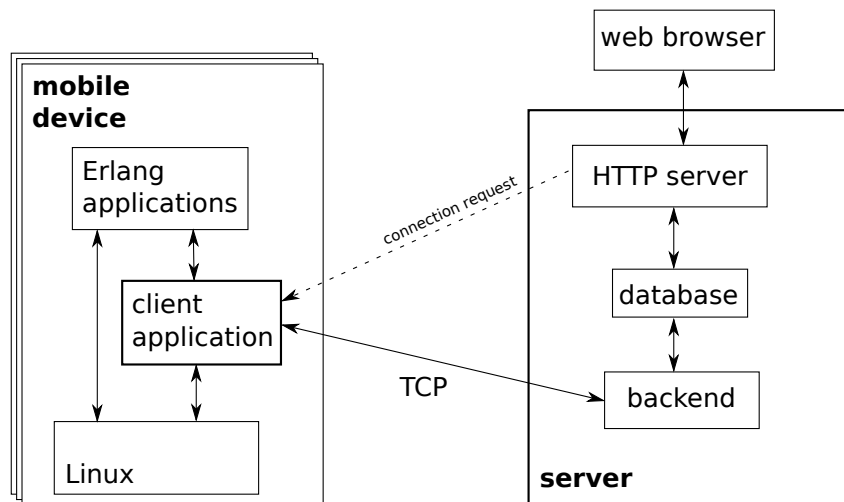 web browser
mobile
device
Erlang
applications
HTTP server
connection request
client
application
database
TCP
backend
Linux
server